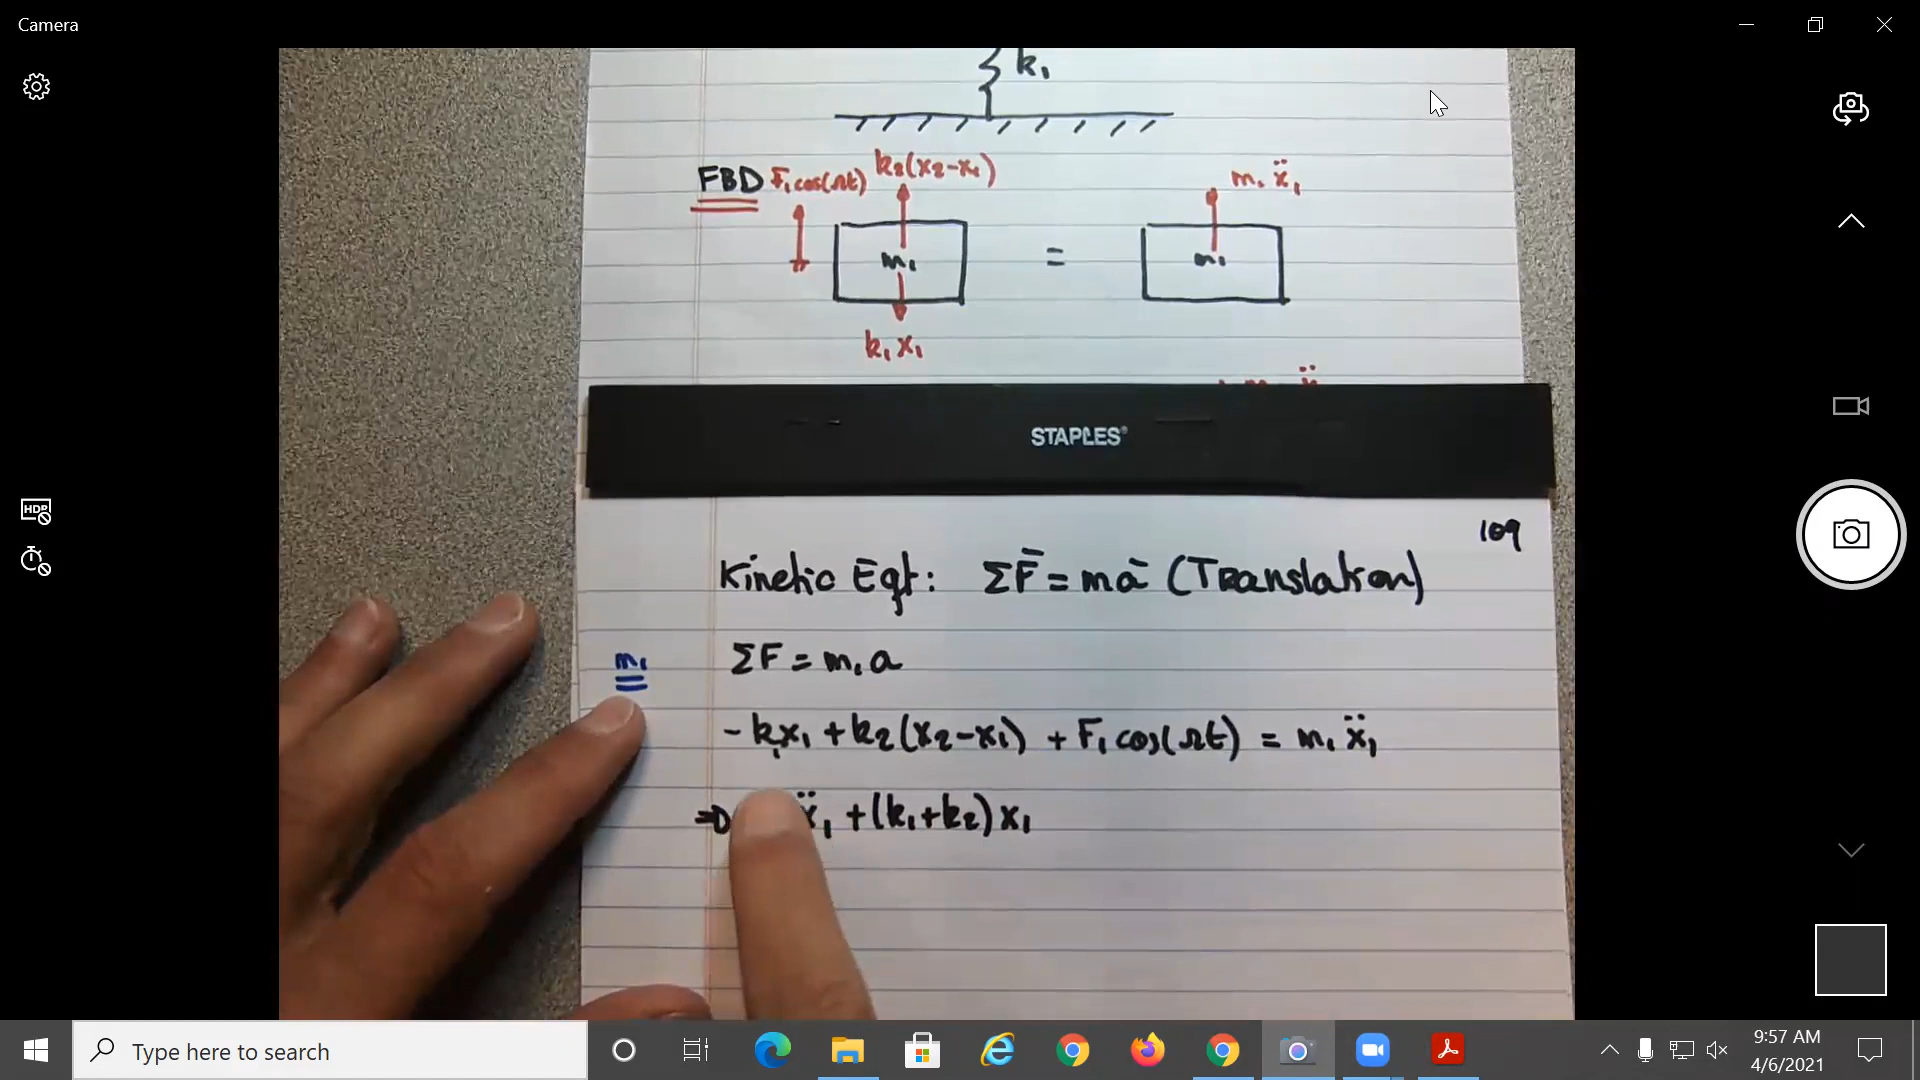 Camera
k₁
FBD F₁cos(Ωt) k₂(x₂-x₁) m₁ẍ₁
m₁ = m₁
k₁x₁
STAPLES®
109
Kinetic Eqt: ΣF̄ = mā (Translation)
m₁ ΣF = m₁a
-k₁x₁ + k₂(x₂-x₁) + F₁cos(Ωt) = m₁ẍ₁
⇒ ẍ₁ + (k₁+k₂)x₁
HDR
Type here to search
9:57 AM
4/6/2021